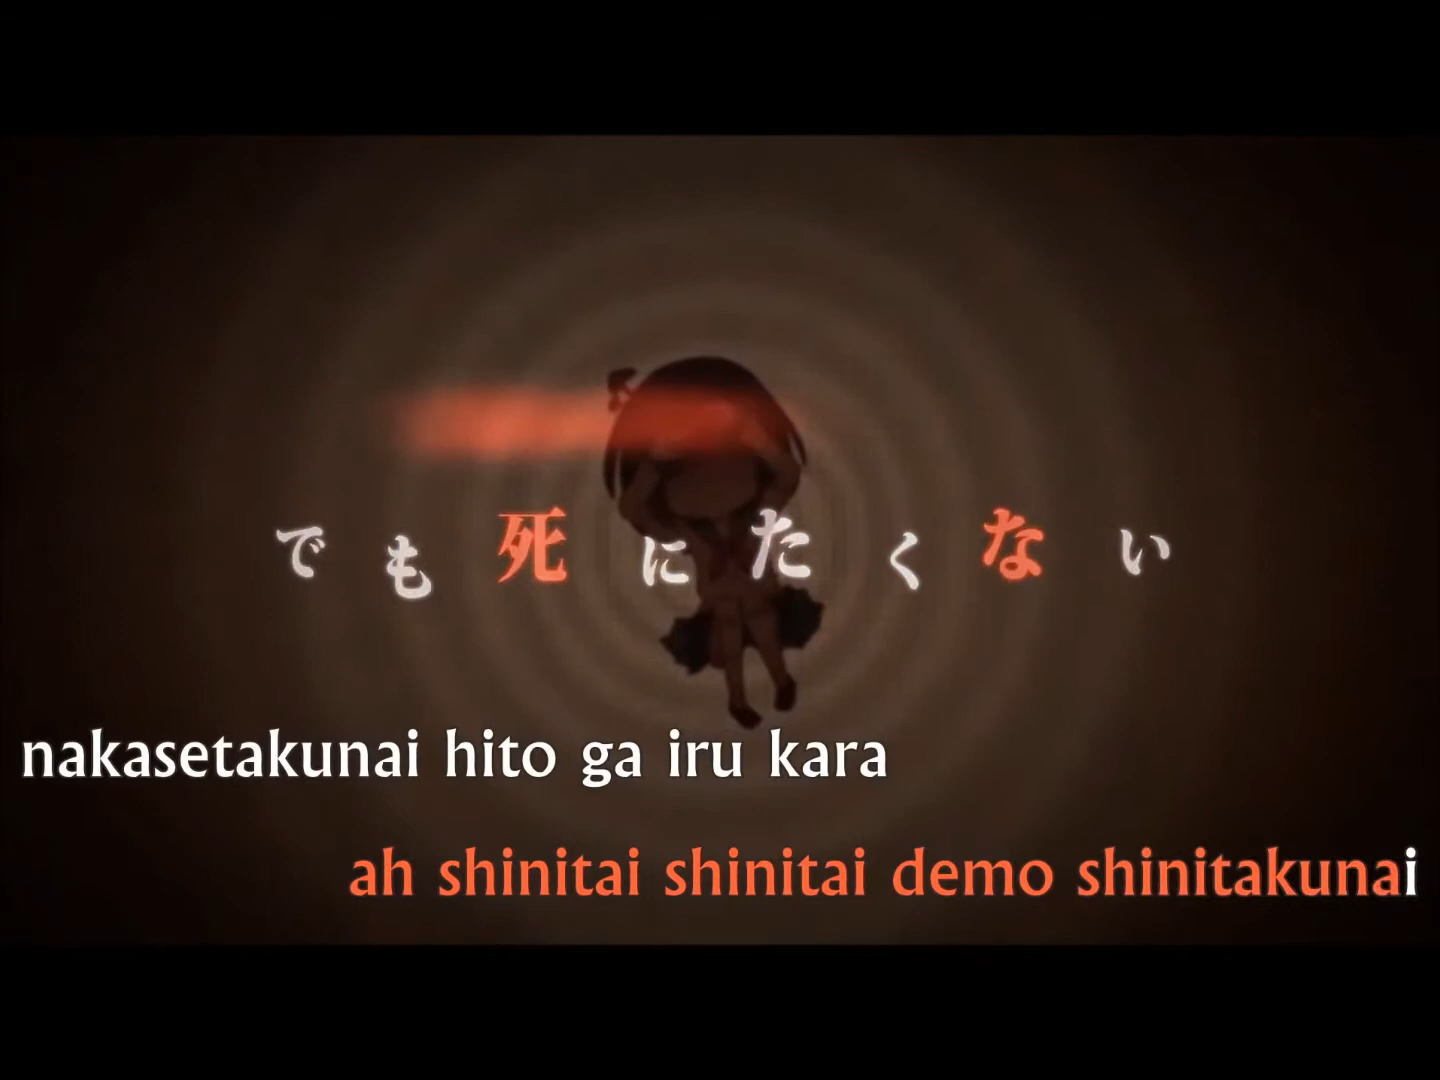 でも死にたくない
nakasetakunai hito ga iru kara
ah shinitai shinitai demo shinitakunai